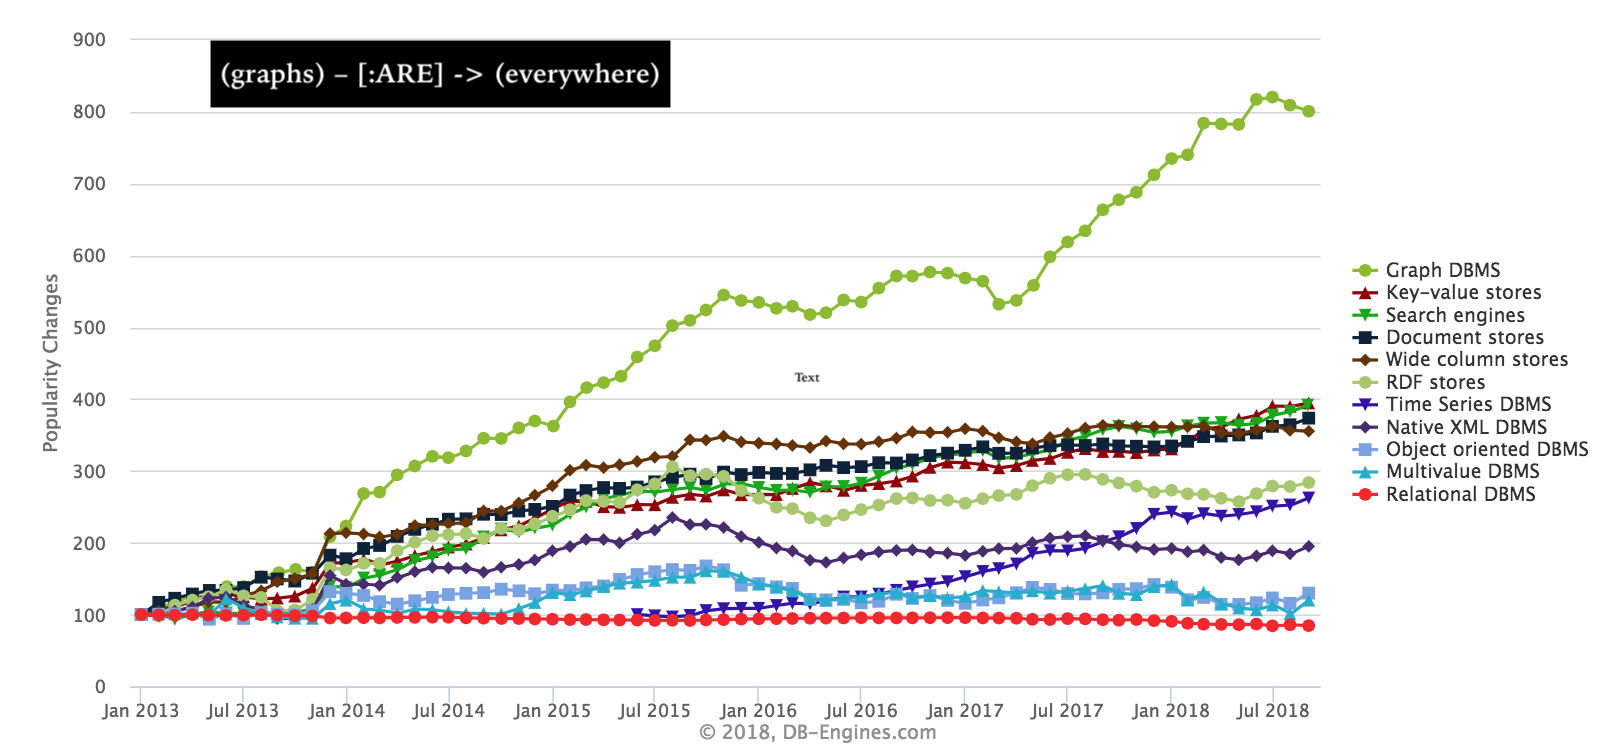 900
(graphs) – [:ARE] -> (everywhere)
800
700
600
500
400
300
200
100
0
Popularity Changes
Text
Jan 2013 Jul 2013 Jan 2014 Jul 2014 Jan 2015 Jul 2015 Jan 2016 Jul 2016 Jan 2017 Jul 2017 Jan 2018 Jul 2018
© 2018, DB-Engines.com
Graph DBMS
Key-value stores
Search engines
Document stores
Wide column stores
RDF stores
Time Series DBMS
Native XML DBMS
Object oriented DBMS
Multivalue DBMS
Relational DBMS